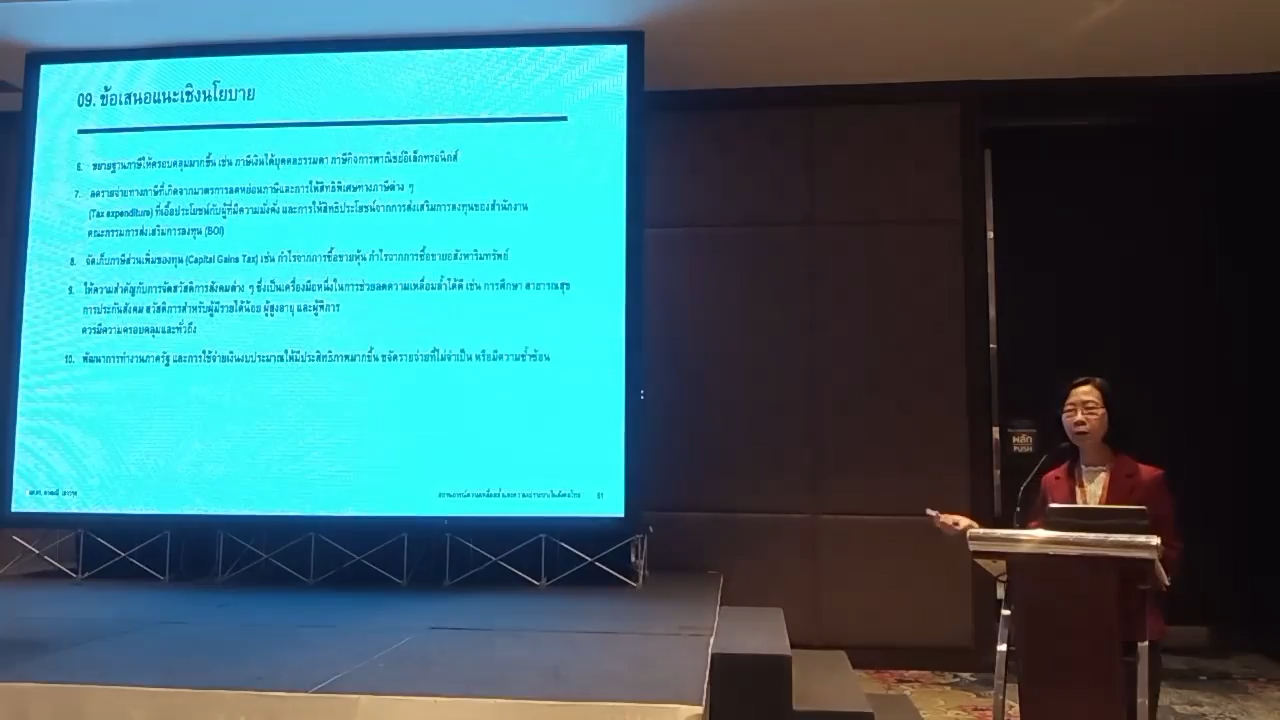 09. ข้อเสนอแนะเชิงนโยบาย
6. ขยายฐานภาษีให้ครอบคลุมมากขึ้น เช่น ภาษีเงินได้บุคคลธรรมดา ภาษีกิจการพาณิชย์อิเล็กทรอนิกส์
7. ลดรายจ่ายทางภาษีที่เกิดจากมาตรการลดหย่อนภาษีและการให้สิทธิพิเศษทางภาษีต่าง ๆ
(Tax expenditure) ที่เอื้อประโยชน์กับผู้ที่มีความมั่งคั่ง และการให้สิทธิประโยชน์จากการส่งเสริมการลงทุนของสำนักงาน
คณะกรรมการส่งเสริมการลงทุน (BOI)
8. จัดเก็บภาษีส่วนเพิ่มของทุน (Capital Gains Tax) เช่น กำไรจากการซื้อขายหุ้น กำไรจากการซื้อขายอสังหาริมทรัพย์
9. ให้ความสำคัญกับการจัดสวัสดิการสังคมต่าง ๆ ซึ่งเป็นเครื่องมือหนึ่งในการช่วยลดความเหลื่อมล้ำได้ดี เช่น การศึกษา สาธารณสุข
การประกันสังคม สวัสดิการสำหรับผู้มีรายได้น้อย ผู้สูงอายุ และผู้พิการ
ควรมีความครอบคลุมและทั่วถึง
10. พัฒนาการทำงานภาครัฐ และการใช้จ่ายเงินงบประมาณให้มีประสิทธิภาพมากขึ้น ขจัดรายจ่ายที่ไม่จำเป็น หรือมีความซ้ำซ้อน
51
ผลัก
PUSH